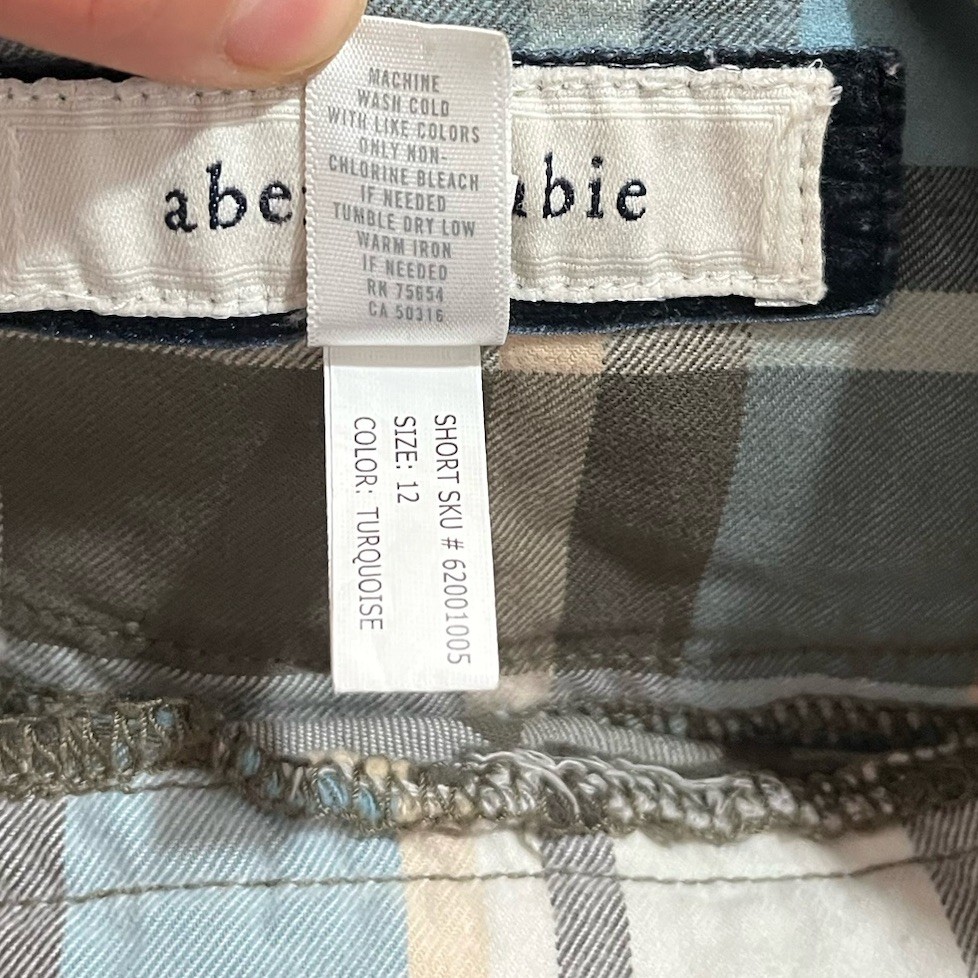 abe
bie
MACHINE
WASH COLD
WITH LIKE COLORS
ONLY NON-
CHLORINE BLEACH
IF NEEDED
TUMBLE DRY LOW
WARM IRON
IF NEEDED
RN 75654
CA 50316
SHORT SKU # 62001005
SIZE: 12
COLOR: TURQUOISE